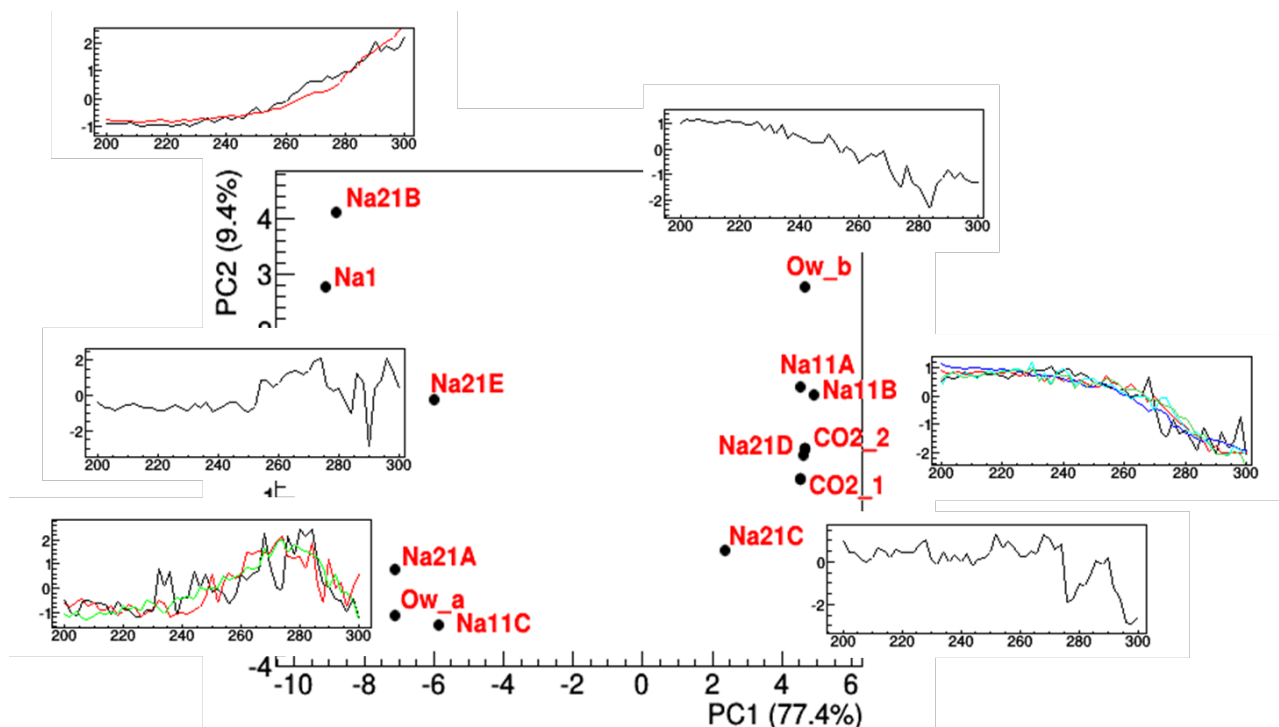 2
1
0
-1
200 220 240 260 280 300
1
0
-1
-2
200 220 240 260 280 300
PC2 (9.4%)
4
3
Na21B
Na1
Ow_b
2
0
-2
200 220 240 260 280 300
Na21E
Na11A
Na11B
CO2_2
Na21D
CO2_1
1
0
-1
-2
200 220 240 260 280 300
2
1
0
-1
200 220 240 260 280 300
Na21A
Ow_a
Na11C
Na21C
0
-2
200 220 240 260 280 300
-4
-10 -8 -6 -4 -2 0 2 4 6
PC1 (77.4%)